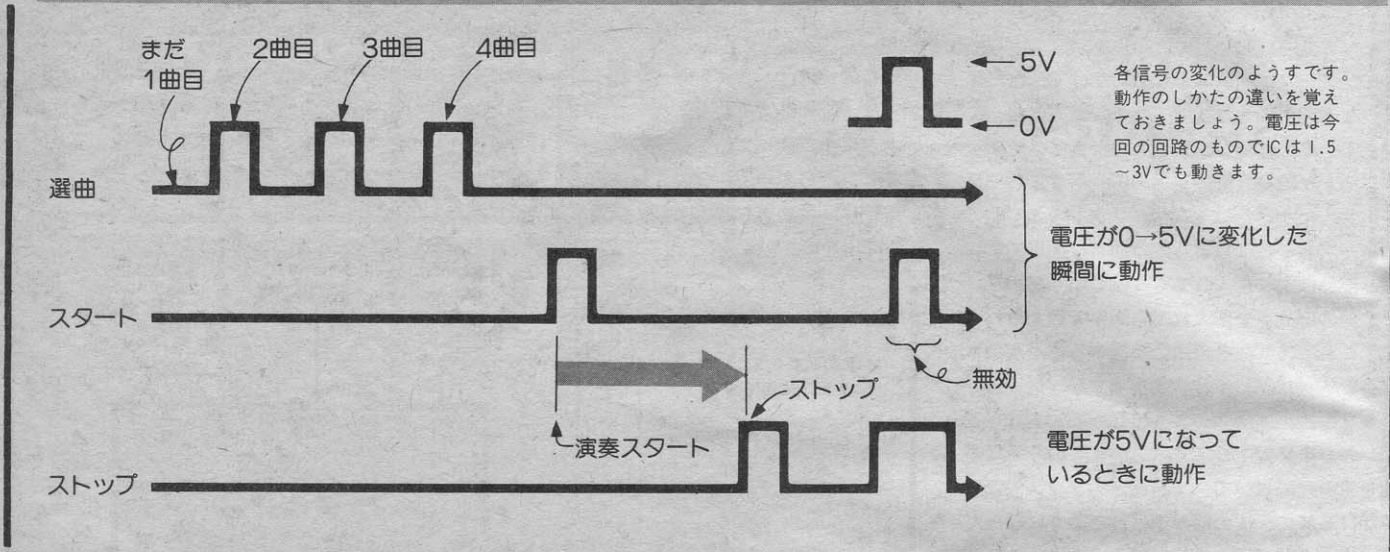 まだ
1曲目
2曲目
3曲目
4曲目
5V
0V
各信号の変化のようすです。
動作のしかたの違いを覚え
ておきましょう。電圧は今
回の回路のものでICは1.5
～3Vでも動きます。
選曲
電圧が0→5Vに変化した
瞬間に動作
スタート
無効
ストップ
演奏スタート
電圧が5Vになって
いるときに動作
ストップ